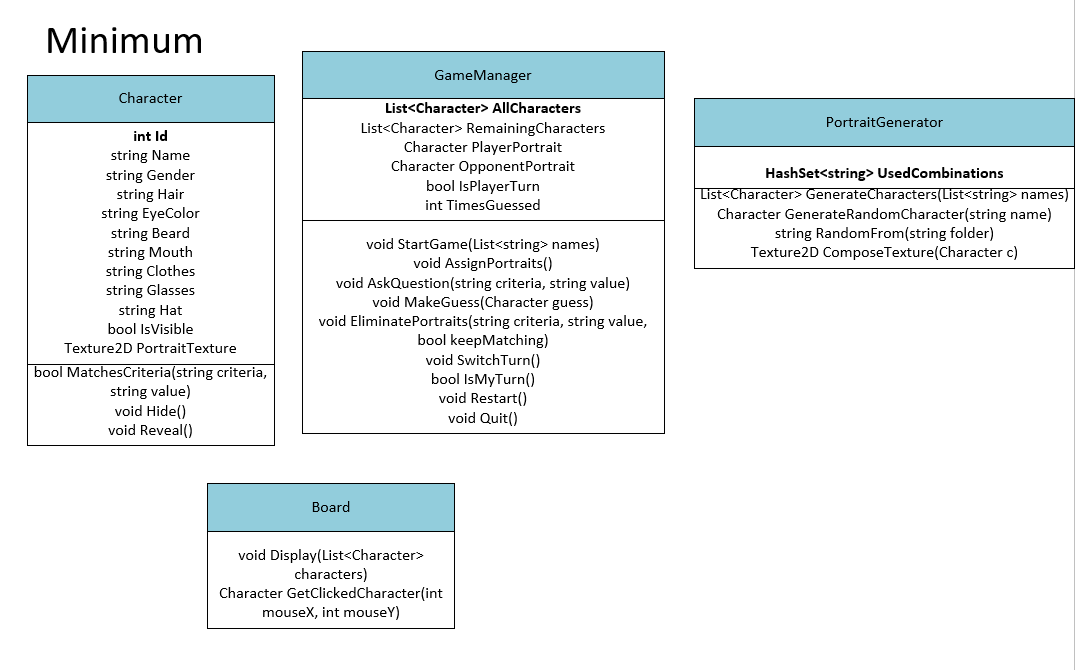 Minimum
Character
int Id
string Name
string Gender
string Hair
string EyeColor
string Beard
string Mouth
string Clothes
string Glasses
string Hat
bool IsVisible
Texture2D PortraitTexture
bool MatchesCriteria(string criteria,
string value)
void Hide()
void Reveal()
GameManager
List<Character> AllCharacters
List<Character> RemainingCharacters
Character PlayerPortrait
Character OpponentPortrait
bool IsPlayerTurn
int TimesGuessed
void StartGame(List<string> names)
void AssignPortraits()
void AskQuestion(string criteria, string value)
void MakeGuess(Character guess)
void EliminatePortraits(string criteria, string value,
bool keepMatching)
void SwitchTurn()
bool IsMyTurn()
void Restart()
void Quit()
PortraitGenerator
HashSet<string> UsedCombinations
List<Character> GenerateCharacters(List<string> names)
Character GenerateRandomCharacter(string name)
string RandomFrom(string folder)
Texture2D ComposeTexture(Character c)
Board
void Display(List<Character>
characters)
Character GetClickedCharacter(int
mouseX, int mouseY)